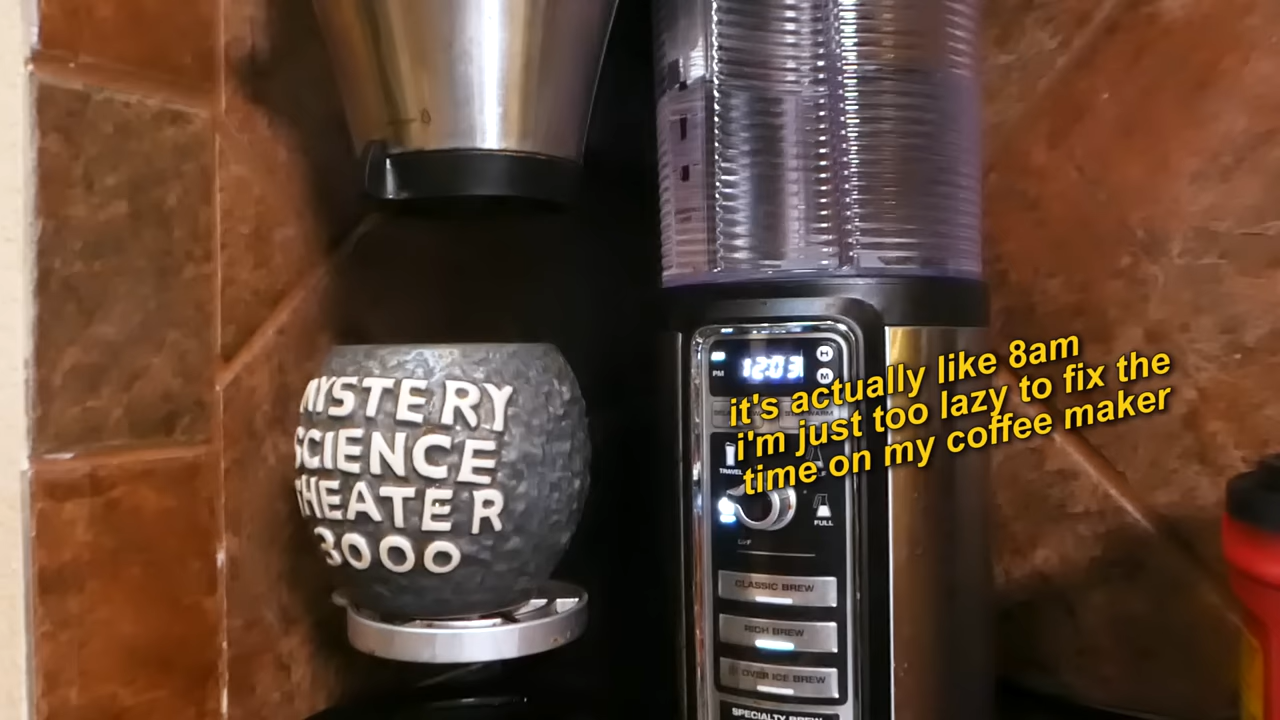 MYSTERY
SCIENCE
THEATER
3000
PM
12:03
H
M
it's actually like 8am
i'm just too lazy to fix the
time on my coffee maker
TRAVEL
FULL
CLASSIC BREW
RICH BREW
OVER ICE BREW
SPECIALTY BREW